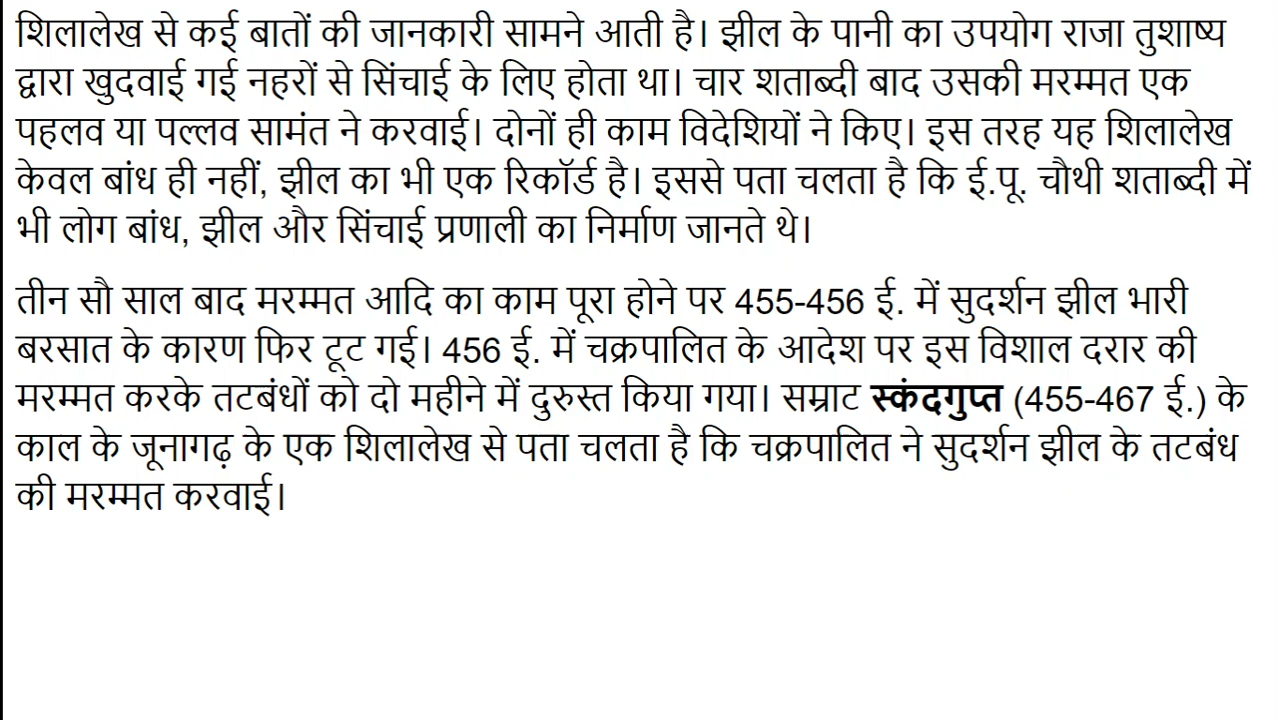 शिलालेख से कई बातों की जानकारी सामने आती है। झील के पानी का उपयोग राजा तुशाष्प
द्वारा खुदवाई गई नहरों से सिंचाई के लिए होता था। चार शताब्दी बाद उसकी मरम्मत एक
पहलव या पल्लव सामंत ने करवाई। दोनों ही काम विदेशियों ने किए। इस तरह यह शिलालेख
केवल बांध ही नहीं, झील का भी एक रिकॉर्ड है। इससे पता चलता है कि ई.पू. चौथी शताब्दी में
भी लोग बांध, झील और सिंचाई प्रणाली का निर्माण जानते थे।
तीन सौ साल बाद मरम्मत आदि का काम पूरा होने पर 455-456 ई. में सुदर्शन झील भारी
बरसात के कारण फिर टूट गई। 456 ई. में चक्रपालित के आदेश पर इस विशाल दरार की
मरम्मत करके तटबंधों को दो महीने में दुरुस्त किया गया। सम्राट स्कंदगुप्त (455-467 ई.) के
काल के जूनागढ़ के एक शिलालेख से पता चलता है कि चक्रपालित ने सुदर्शन झील के तटबंध
की मरम्मत करवाई।